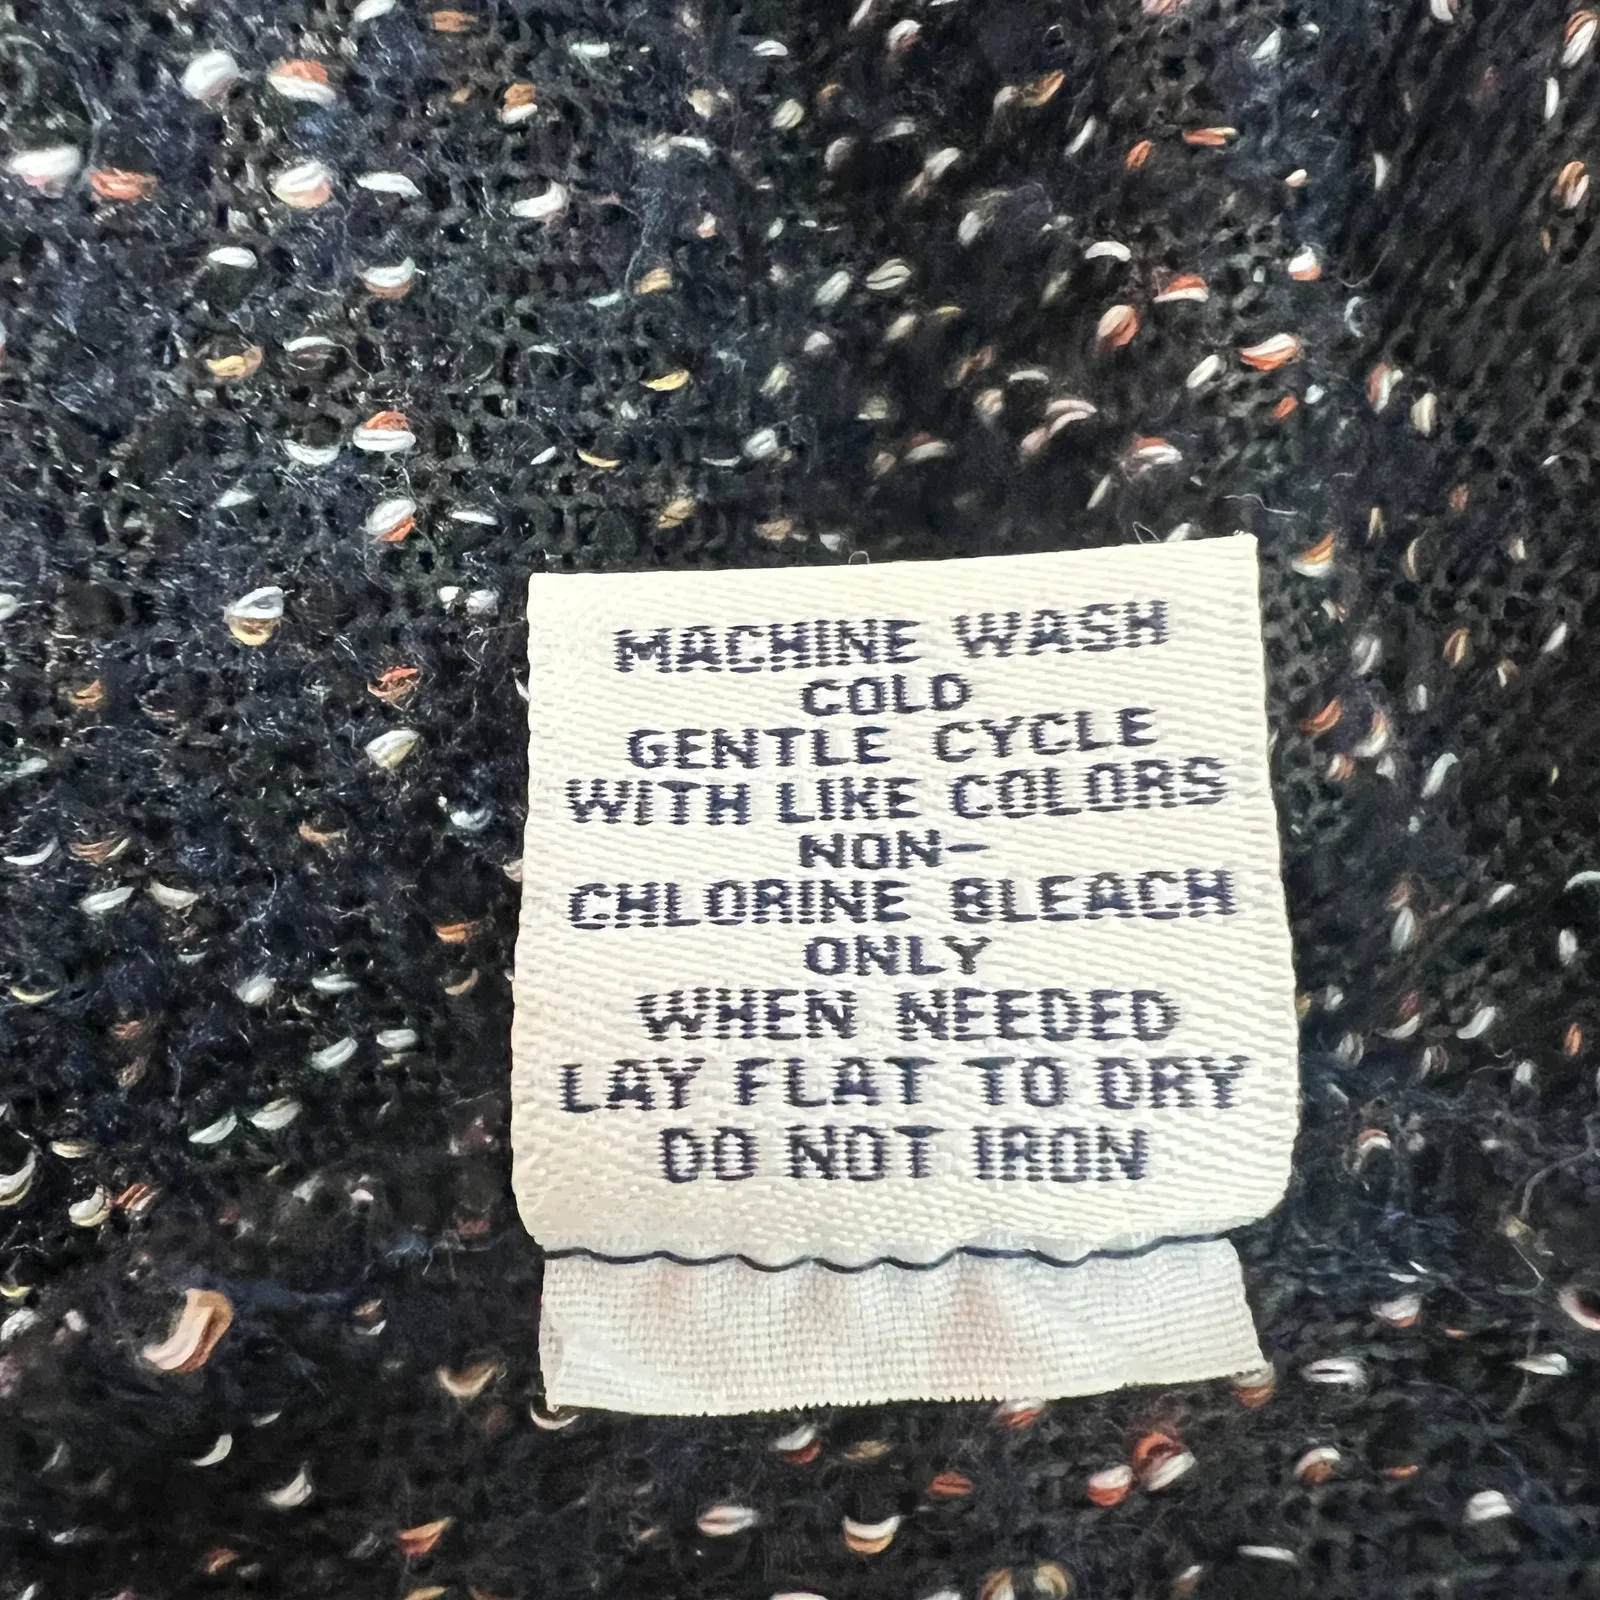 MACHINE WASH
COLD
GENTLE CYCLE
WITH LIKE COLORS
NON-
CHLORINE BLEACH
ONLY
WHEN NEEDED
LAY FLAT TO DRY
DO NOT IRON